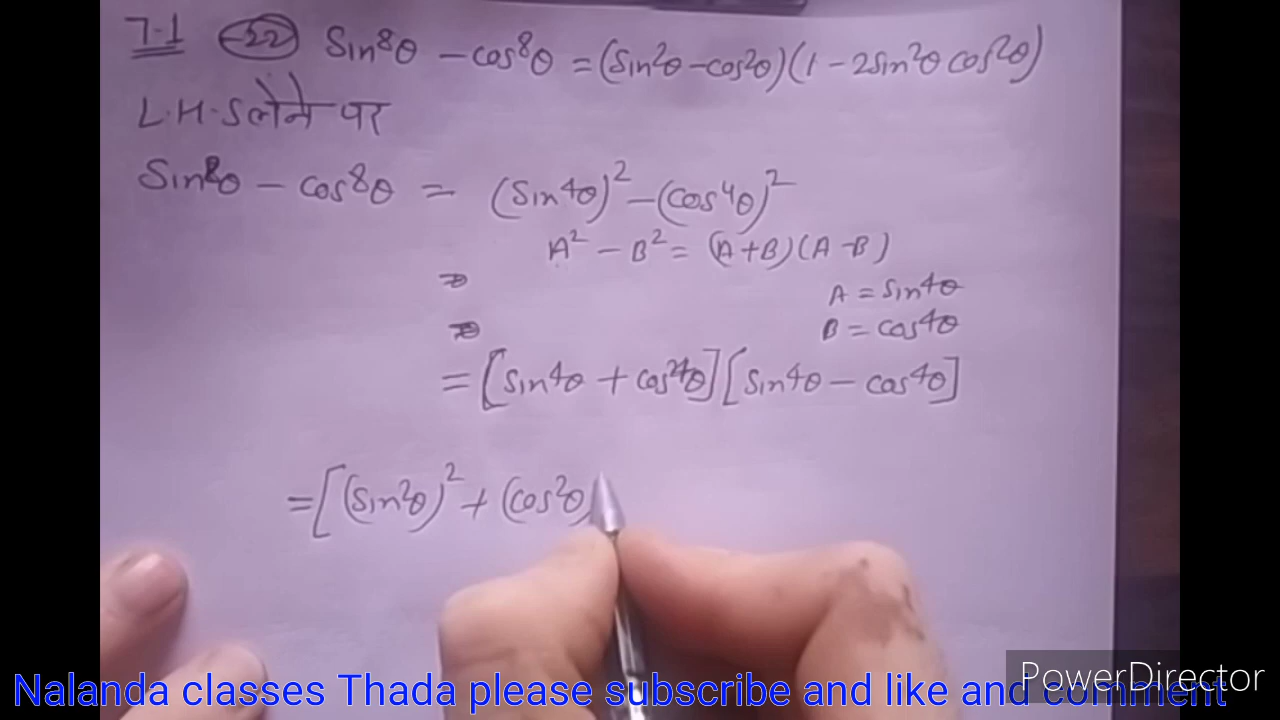 7.1 22 Sin⁸θ – cos⁸θ = (Sin²θ – cos²θ)(1 – 2sin²θ cos²θ)
L.H.S लेने पर
Sin⁸θ – cos⁸θ = (Sin⁴θ)² – (cos⁴θ)²
A² – B² = (A+B)(A–B)
A = sin⁴θ
B = cos⁴θ
= [sin⁴θ + cos⁴θ][sin⁴θ – cos⁴θ]
= [(sin²θ)² + (cos²θ)
PowerDirector
Nalanda classes Thada please subscribe and like and comment